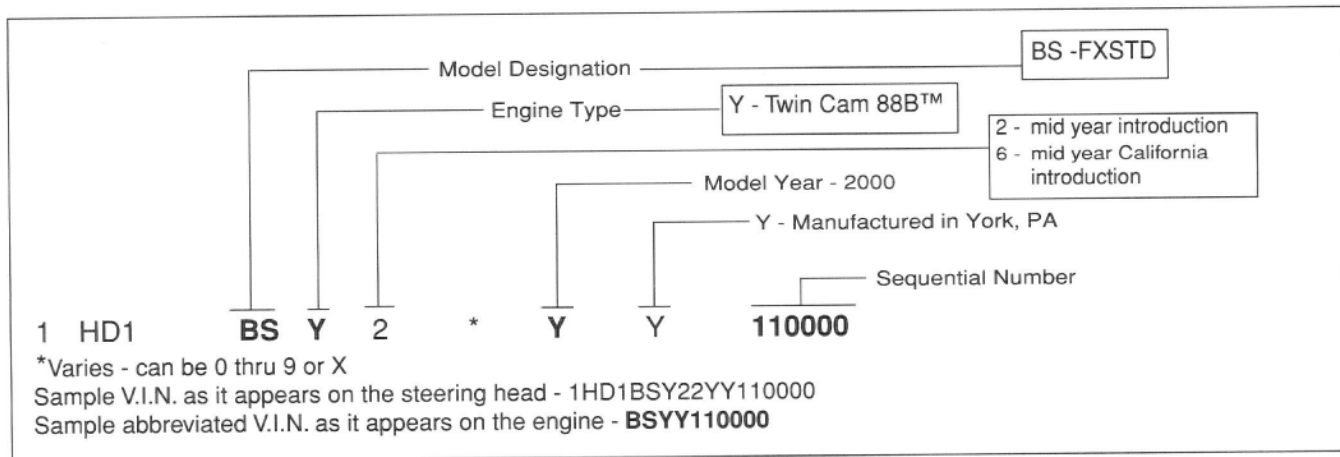 BS -FXSTD
Model Designation
Engine Type
Y - Twin Cam 88B™
2 - mid year introduction
6 - mid year California
introduction
Model Year - 2000
Y - Manufactured in York, PA
Sequential Number
1 HD1 BS Y 2 * Y Y 110000
*Varies - can be 0 thru 9 or X
Sample V.I.N. as it appears on the steering head - 1HD1BSY22YY110000
Sample abbreviated V.I.N. as it appears on the engine - BSYY110000